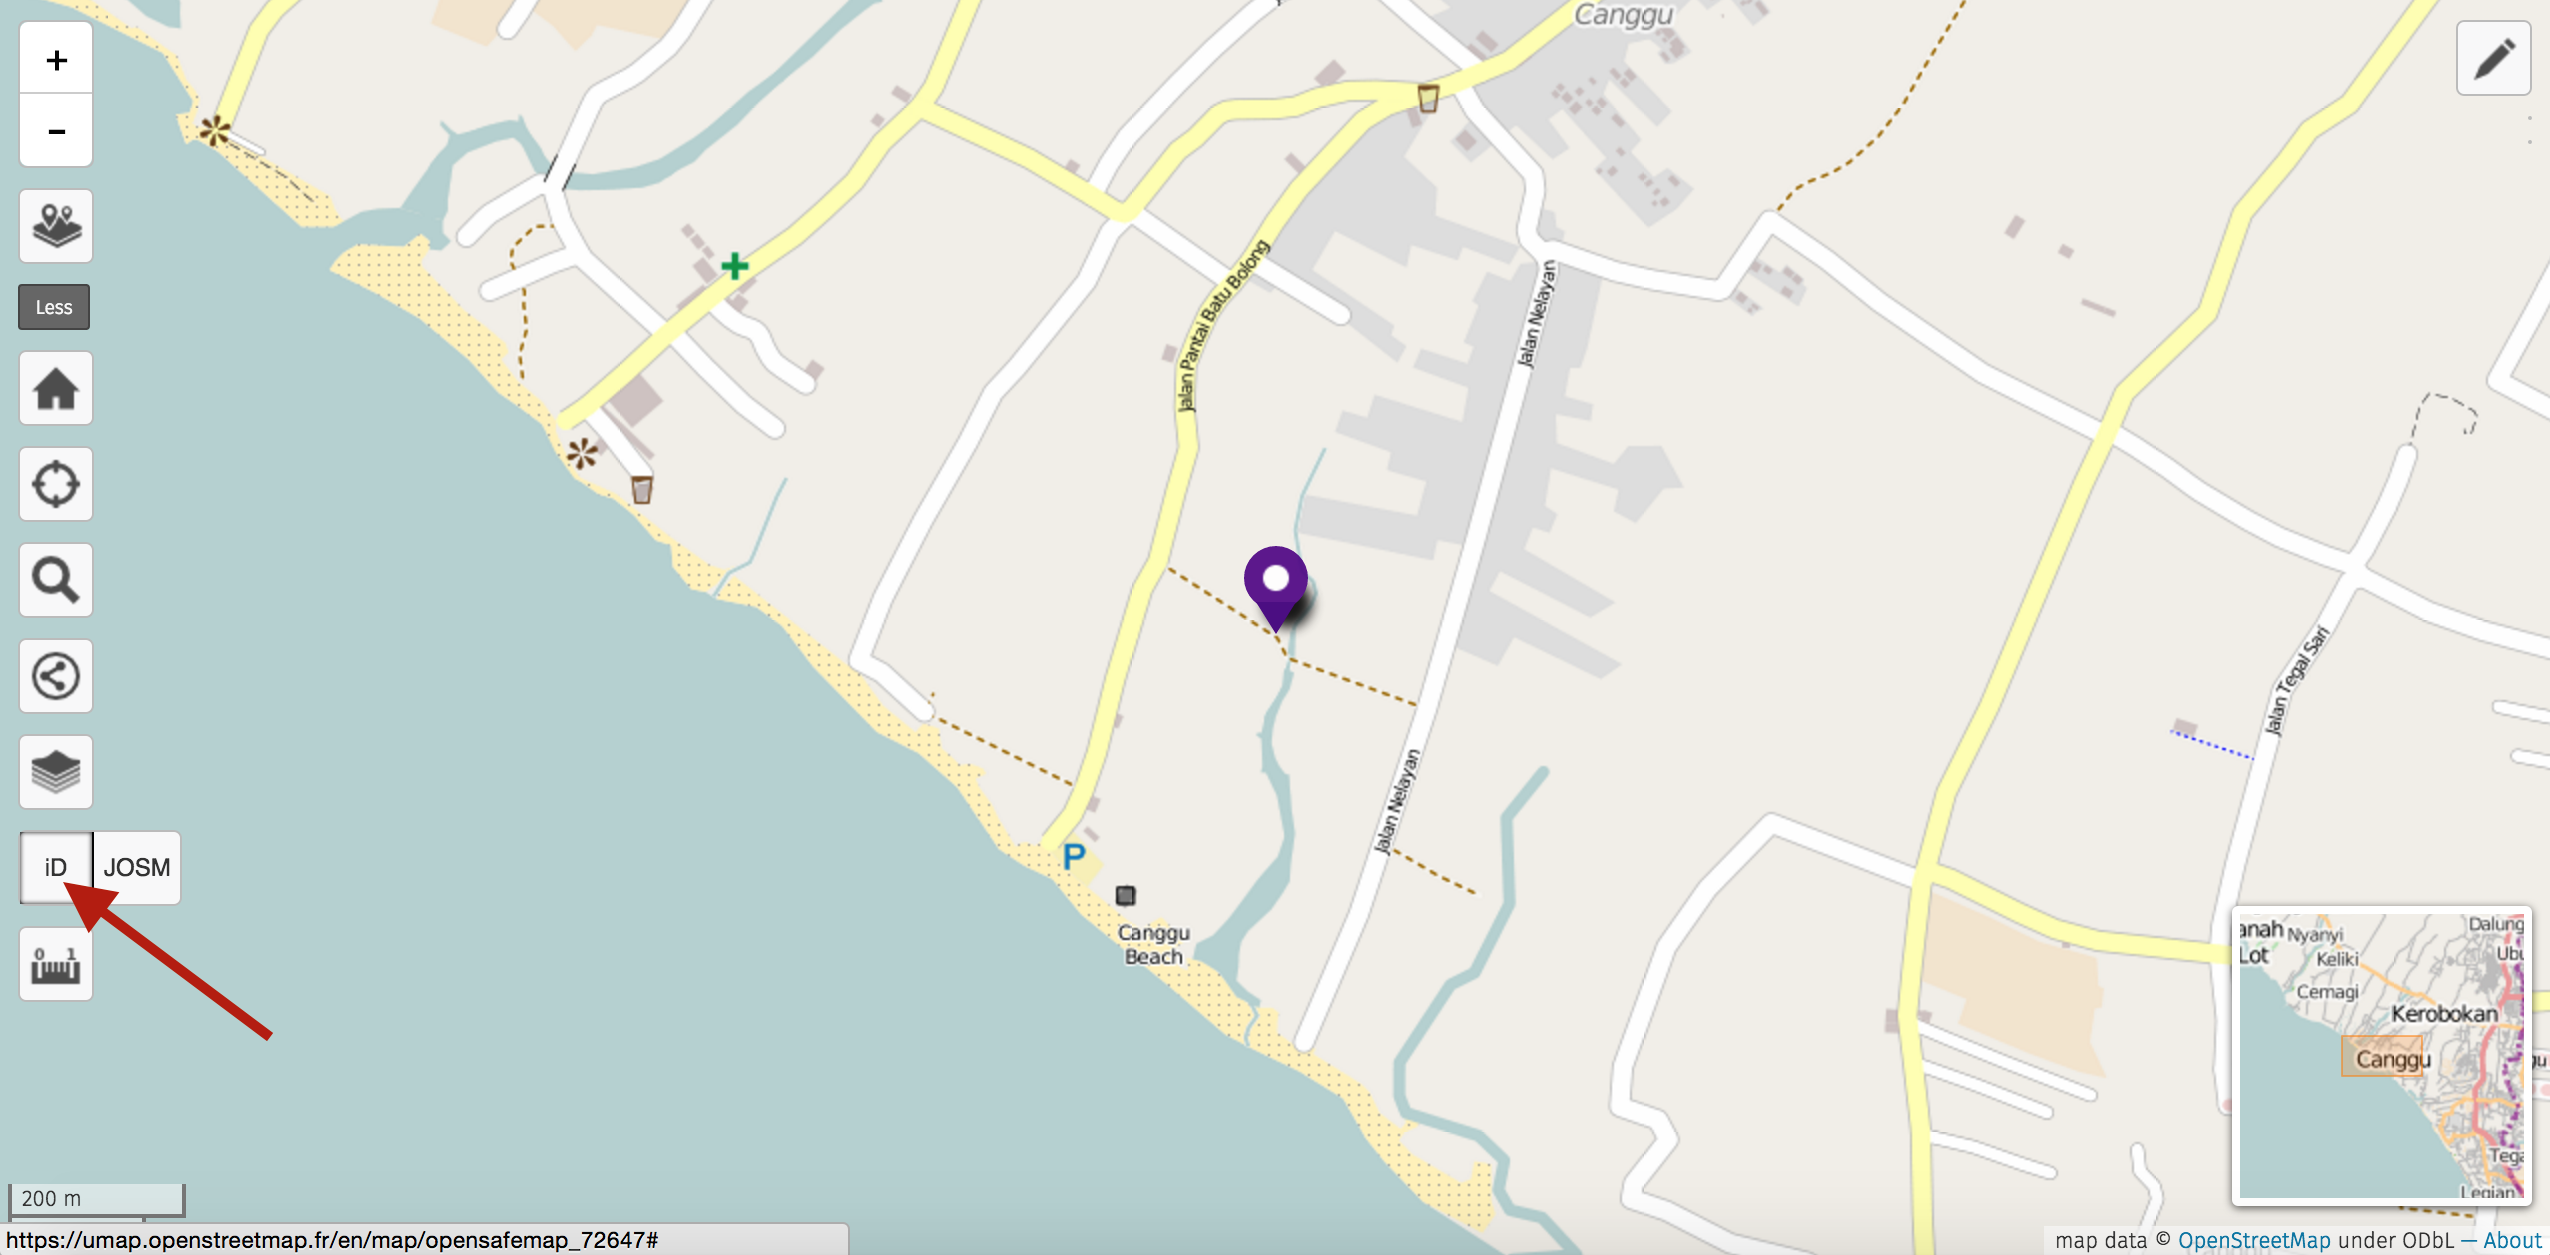 Canggu
+
-
Less
Jalan Pantai Batu Bolong
Jalan Nelayan
Jalan Tegal Sari
Jalan Nelayan
iD
JOSM
P
Canggu
Beach
0 1
anah
Nyanyi
Dalung
Lot
Keliki
Ubu
Cemagi
Kerobokan
Canggu
Tega
Legian
200 m
https://umap.openstreetmap.fr/en/map/opensafemap_72647#
map data © OpenStreetMap under ODbL — About